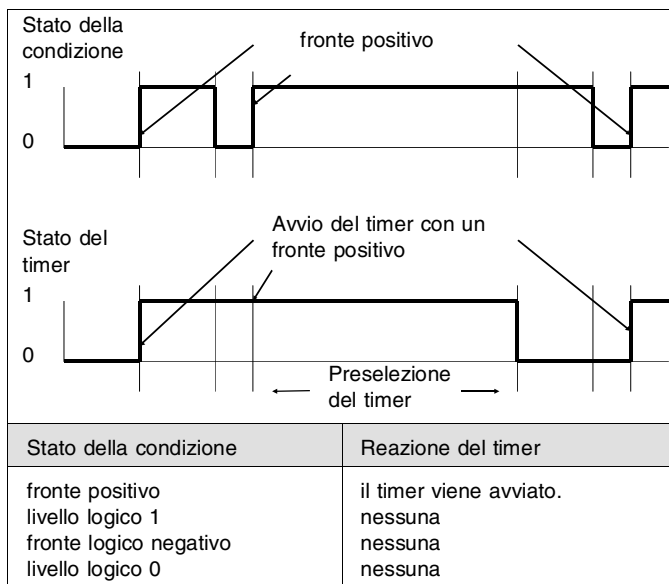 Stato della
condizione
fronte positivo
1
0
Stato del
timer
Avvio del timer con un
fronte positivo
1
0
Preselezione
del timer
Stato della condizione
Reazione del timer
fronte positivo
il timer viene avviato.
livello logico 1
nessuna
fronte logico negativo
nessuna
livello logico 0
nessuna